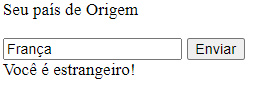 Seu país de Origem
França Enviar
Você é estrangeiro!